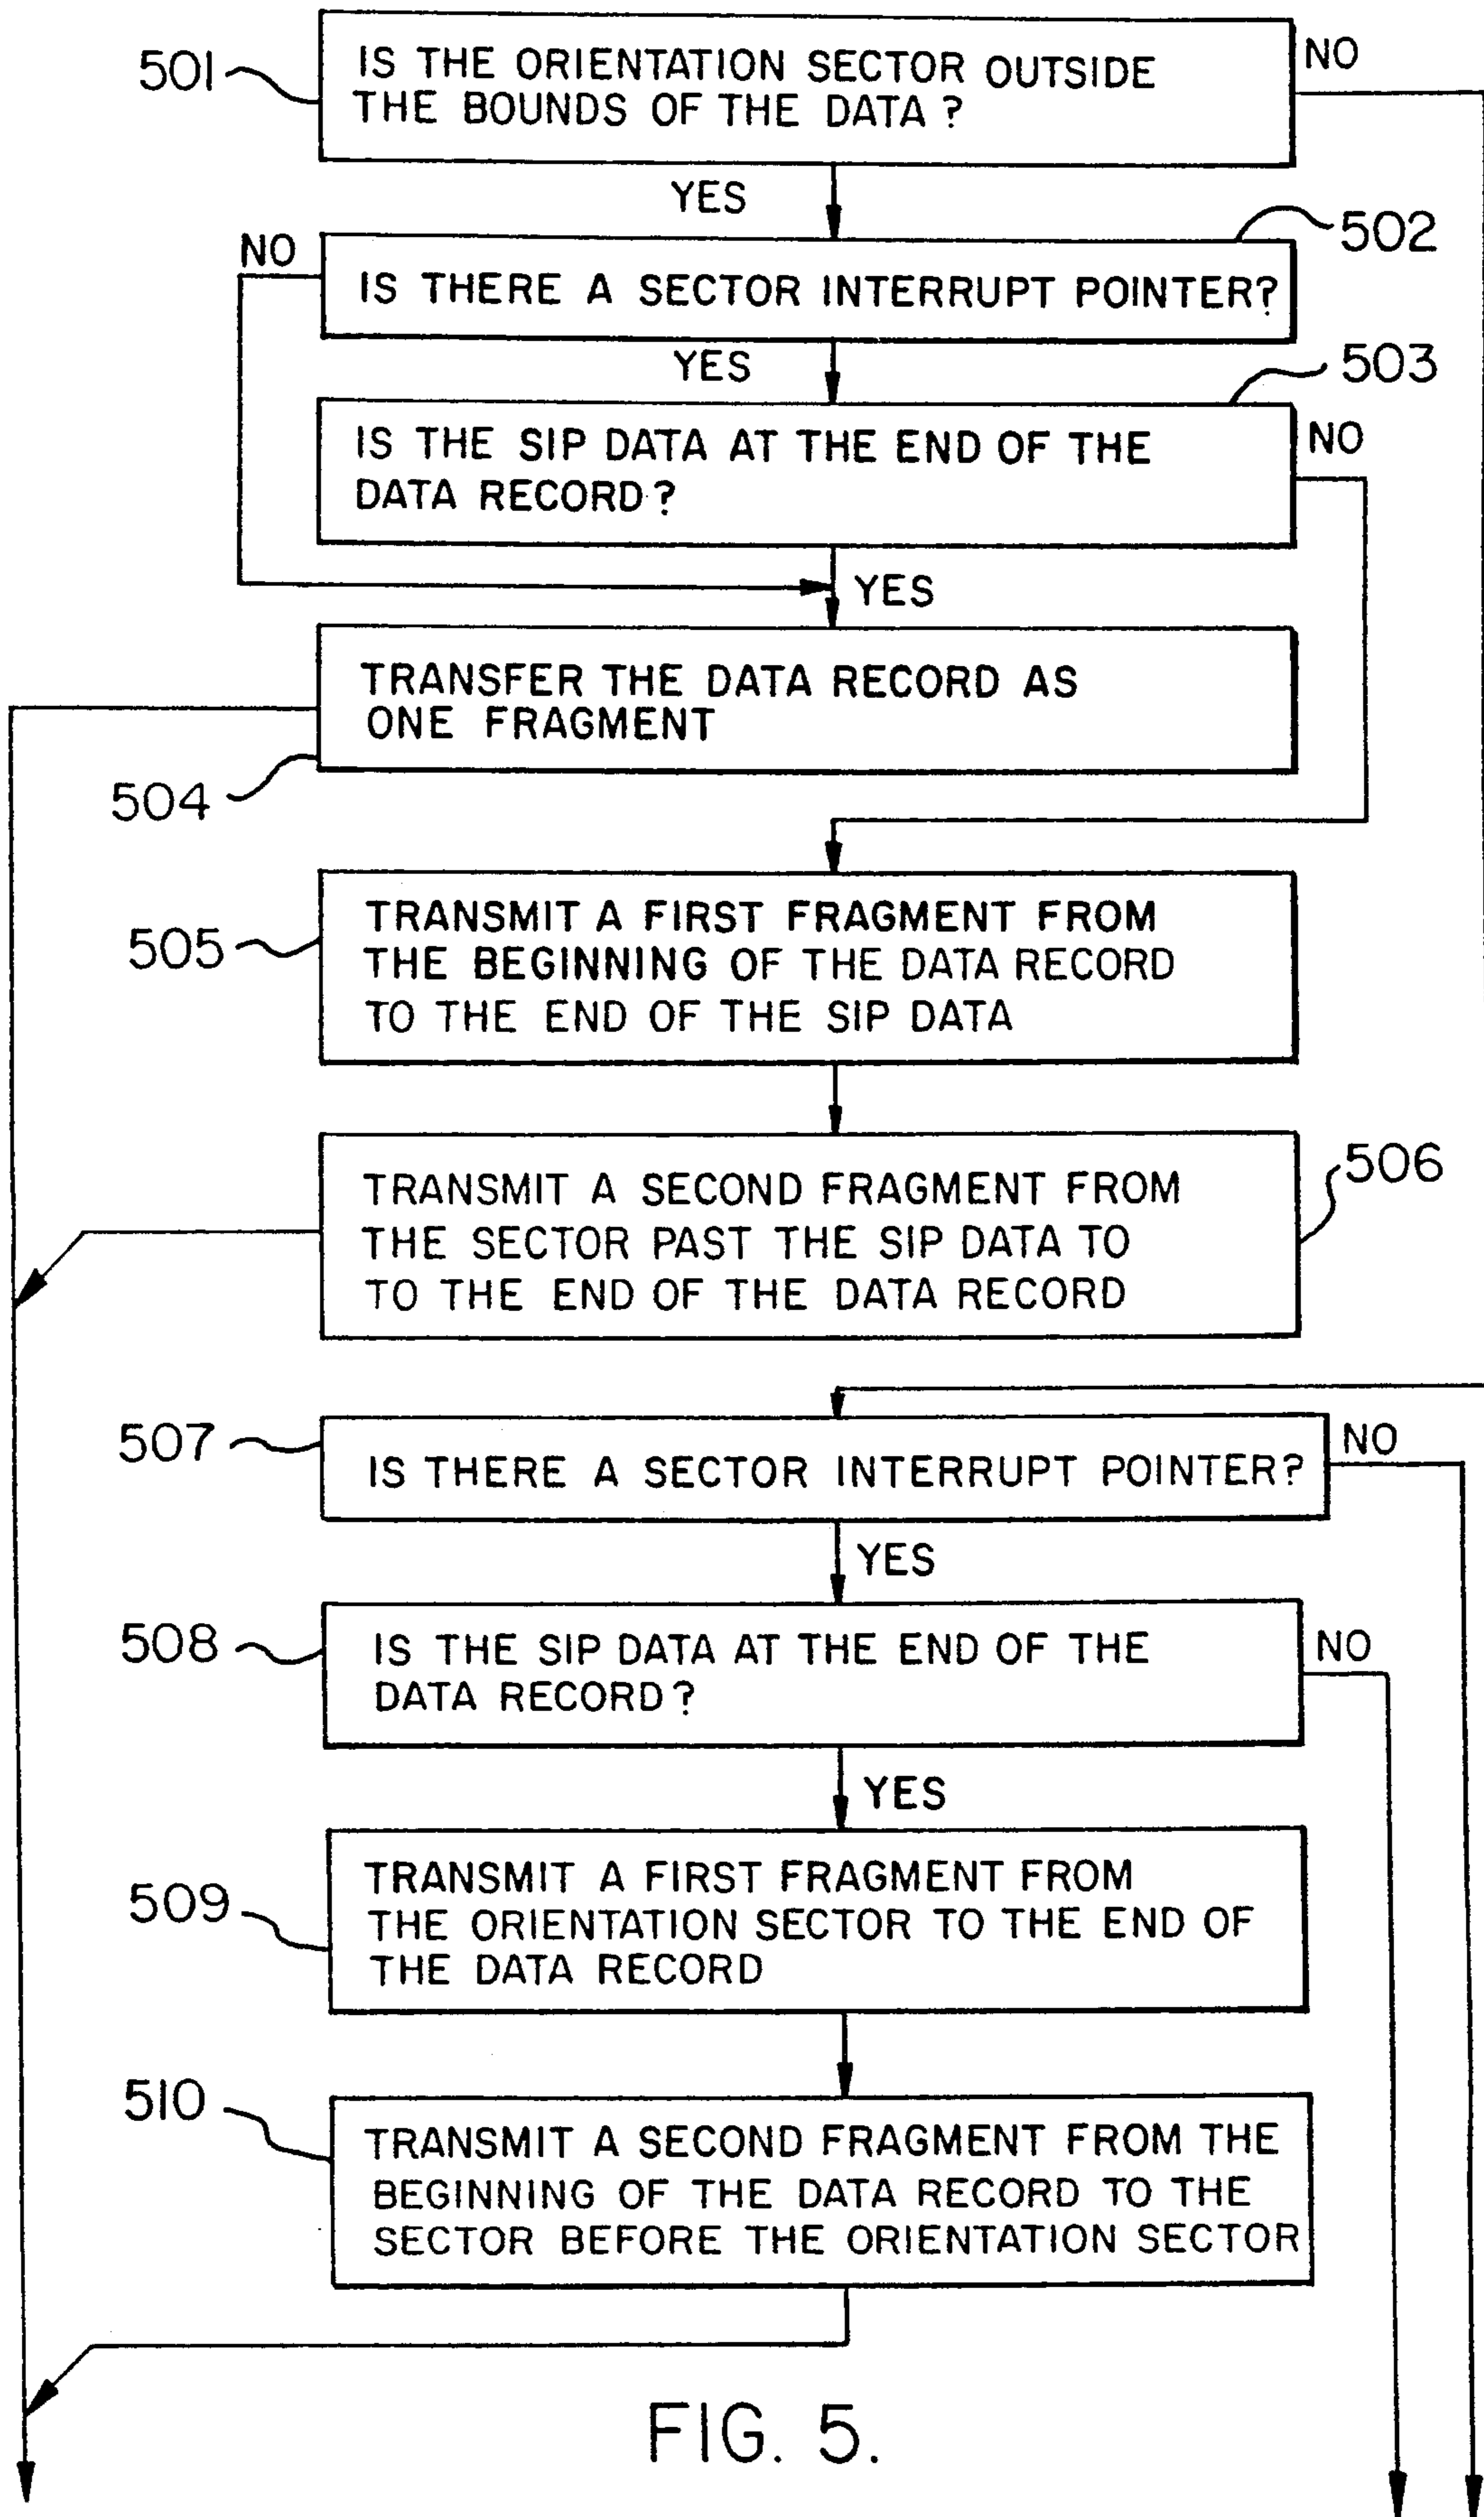 501
IS THE ORIENTATION SECTOR OUTSIDE
THE BOUNDS OF THE DATA ?
NO
YES
502
NO
IS THERE A SECTOR INTERRUPT POINTER?
YES
503
IS THE SIP DATA AT THE END OF THE
DATA RECORD ?
NO
YES
TRANSFER THE DATA RECORD AS
ONE FRAGMENT
504
505
TRANSMIT A FIRST FRAGMENT FROM
THE BEGINNING OF THE DATA RECORD
TO THE END OF THE SIP DATA
506
TRANSMIT A SECOND FRAGMENT FROM
THE SECTOR PAST THE SIP DATA TO
TO THE END OF THE DATA RECORD
507
IS THERE A SECTOR INTERRUPT POINTER?
NO
YES
508
IS THE SIP DATA AT THE END OF THE
DATA RECORD?
NO
YES
509
TRANSMIT A FIRST FRAGMENT FROM
THE ORIENTATION SECTOR TO THE END OF
THE DATA RECORD
510
TRANSMIT A SECOND FRAGMENT FROM THE
BEGINNING OF THE DATA RECORD TO THE
SECTOR BEFORE THE ORIENTATION SECTOR
FIG. 5.